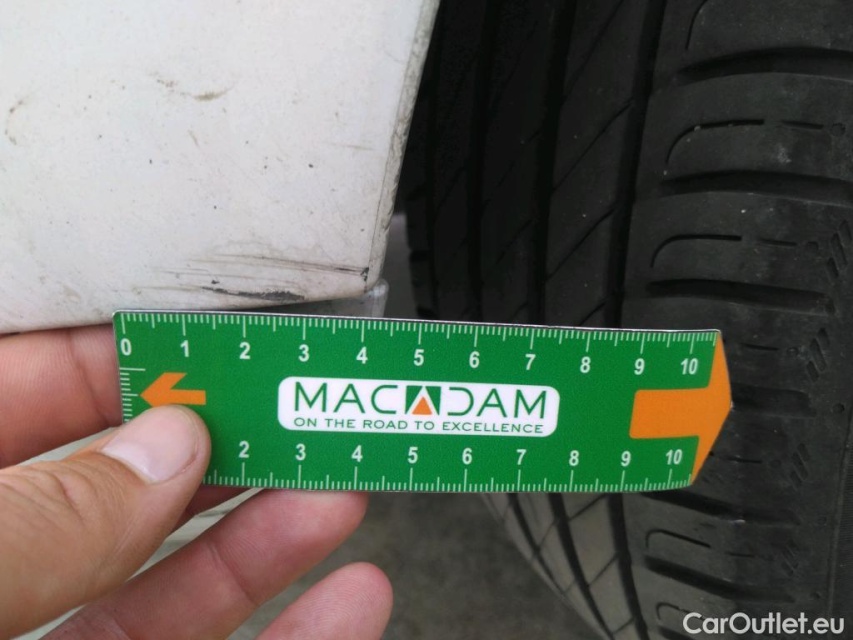 0 1 2 3 4 5 6 7 8 9 10
MACADAM
ON THE ROAD TO EXCELLENCE
2 3 4 5 6 7 8 9 10
CarOutlet.eu